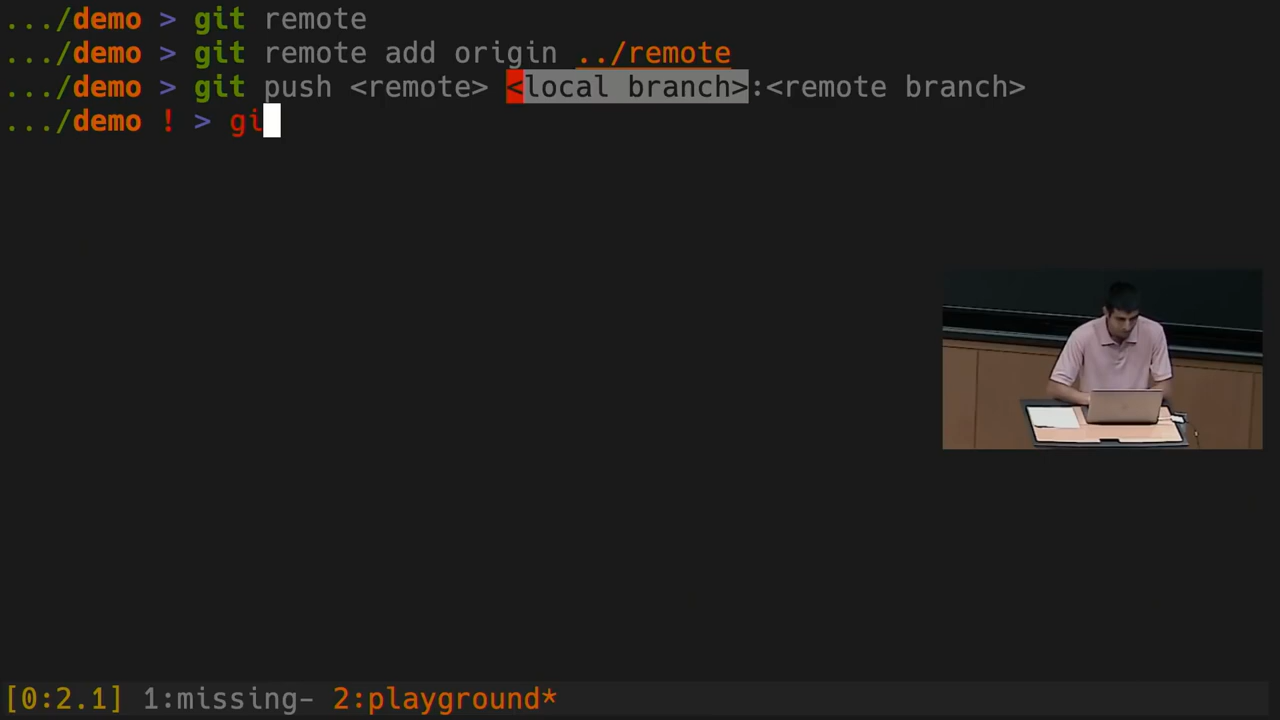 .../demo > git remote
.../demo > git remote add origin ../remote
.../demo > git push <remote> <local branch>:<remote branch>
.../demo ! > gi
[0:2.1] 1:missing- 2:playground*